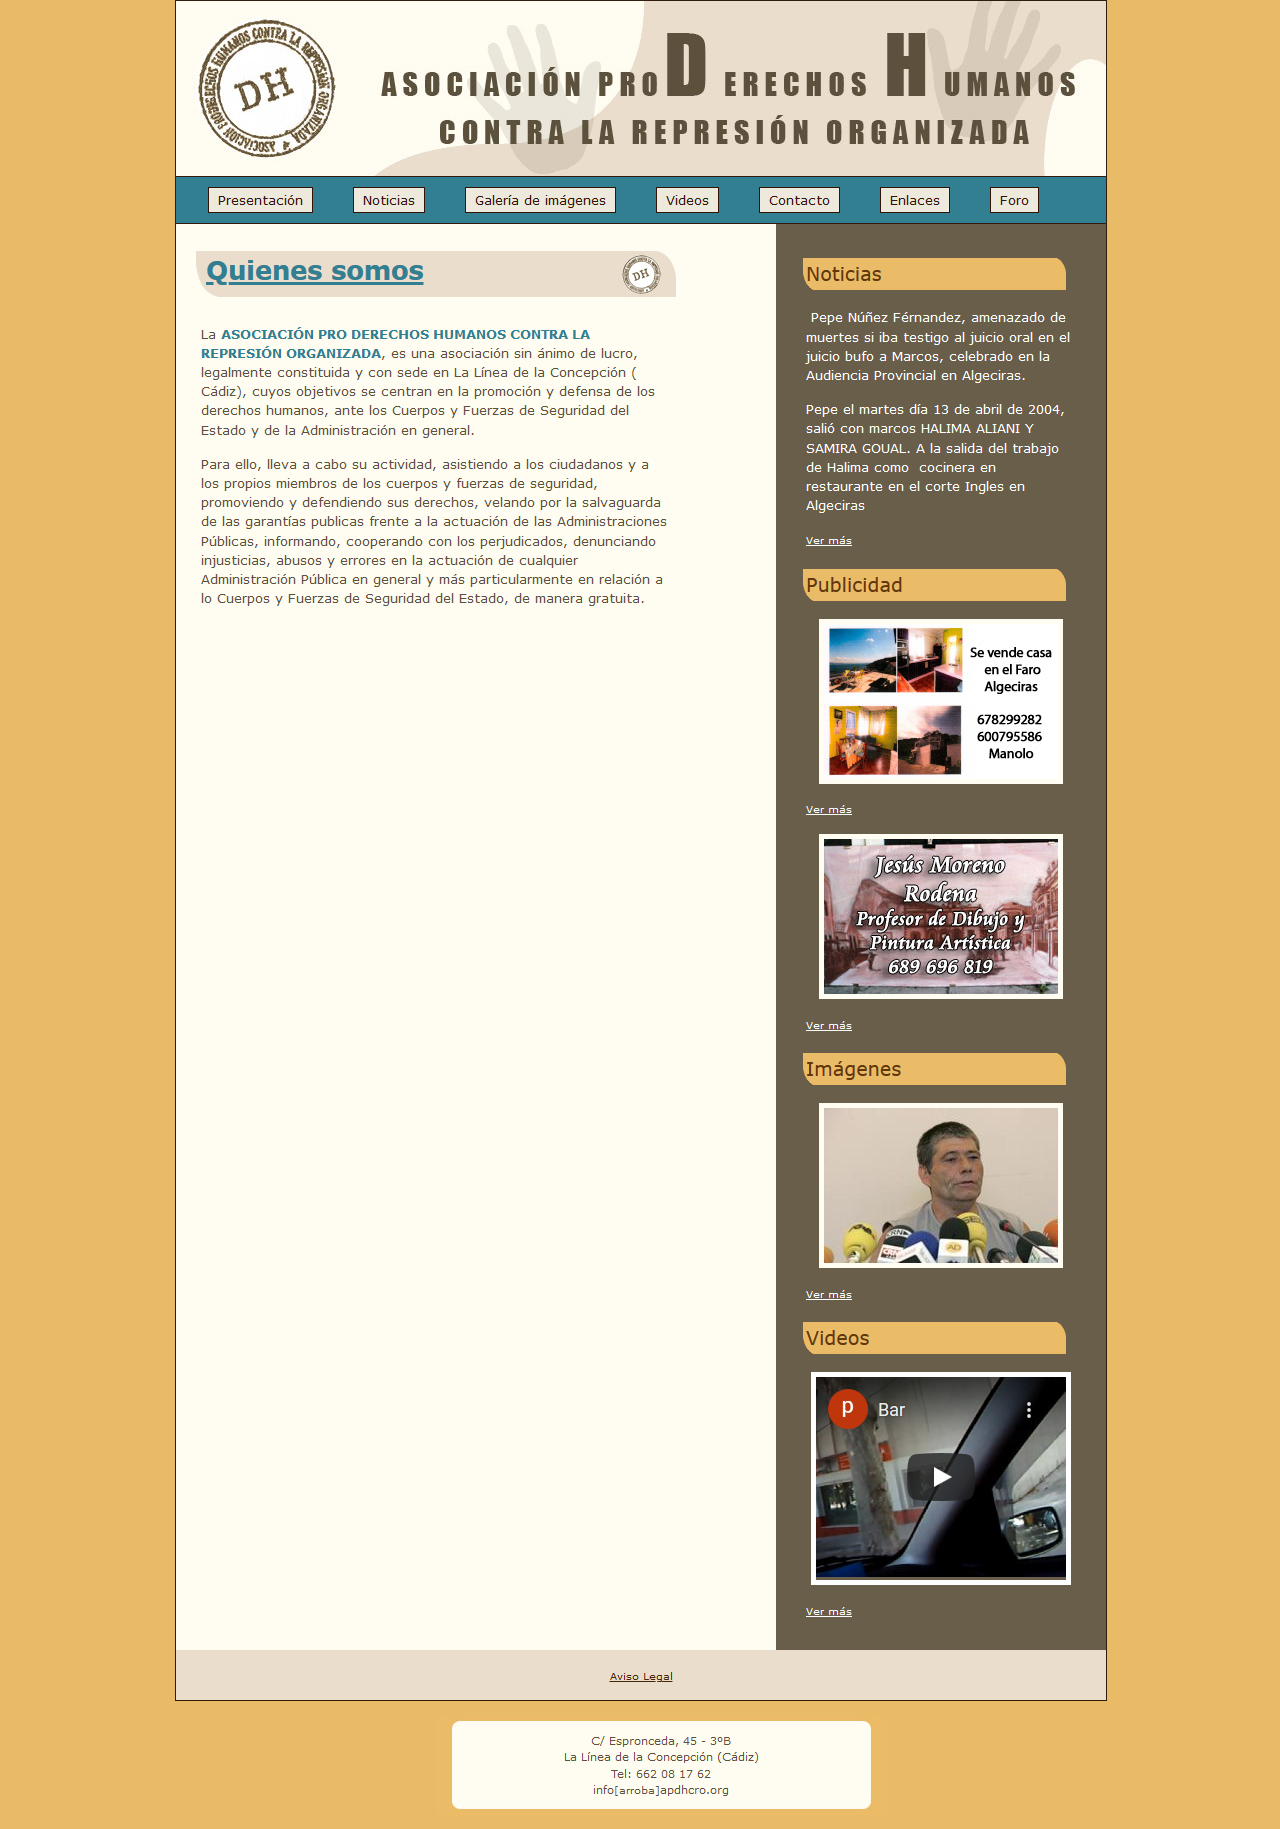 ASOCIACIÓN PRO DERECHOS HUMANOS CONTRA LA REPRESIÓN ORGANIZADA
DH
ASOCIACIÓN PRO DERECHOS HUMANOS
CONTRA LA REPRESIÓN ORGANIZADA
Presentación
Noticias
Galería de imágenes
Videos
Contacto
Enlaces
Foro
Quienes somos
DH
La ASOCIACIÓN PRO DERECHOS HUMANOS CONTRA LA
REPRESIÓN ORGANIZADA, es una asociación sin ánimo de lucro,
legalmente constituida y con sede en La Línea de la Concepción (
Cádiz), cuyos objetivos se centran en la promoción y defensa de los
derechos humanos, ante los Cuerpos y Fuerzas de Seguridad del
Estado y de la Administración en general.
Para ello, lleva a cabo su actividad, asistiendo a los ciudadanos y a
los propios miembros de los cuerpos y fuerzas de seguridad,
promoviendo y defendiendo sus derechos, velando por la salvaguarda
de las garantías publicas frente a la actuación de las Administraciones
Públicas, informando, cooperando con los perjudicados, denunciando
injusticias, abusos y errores en la actuación de cualquier
Administración Pública en general y más particularmente en relación a
lo Cuerpos y Fuerzas de Seguridad del Estado, de manera gratuita.
Noticias
Pepe Núñez Férnandez, amenazado de
muertes si iba testigo al juicio oral en el
juicio bufo a Marcos, celebrado en la
Audiencia Provincial en Algeciras.
Pepe el martes día 13 de abril de 2004,
salió con marcos HALIMA ALIANI Y
SAMIRA GOUAL. A la salida del trabajo
de Halima como cocinera en
restaurante en el corte Ingles en
Algeciras
Ver más
Publicidad
Se vende casa
en el Faro
Algeciras
678299282
600795586
Manolo
Ver más
Jesús Moreno
Rodena
Profesor de Dibujo y
Pintura Artística
689 696 819
Ver más
Imágenes
Ver más
Videos
p
Bar
Ver más
Aviso Legal
C/ Espronceda, 45 - 3ºB
La Línea de la Concepción (Cádiz)
Tel: 662 08 17 62
info[arroba]apdhcro.org